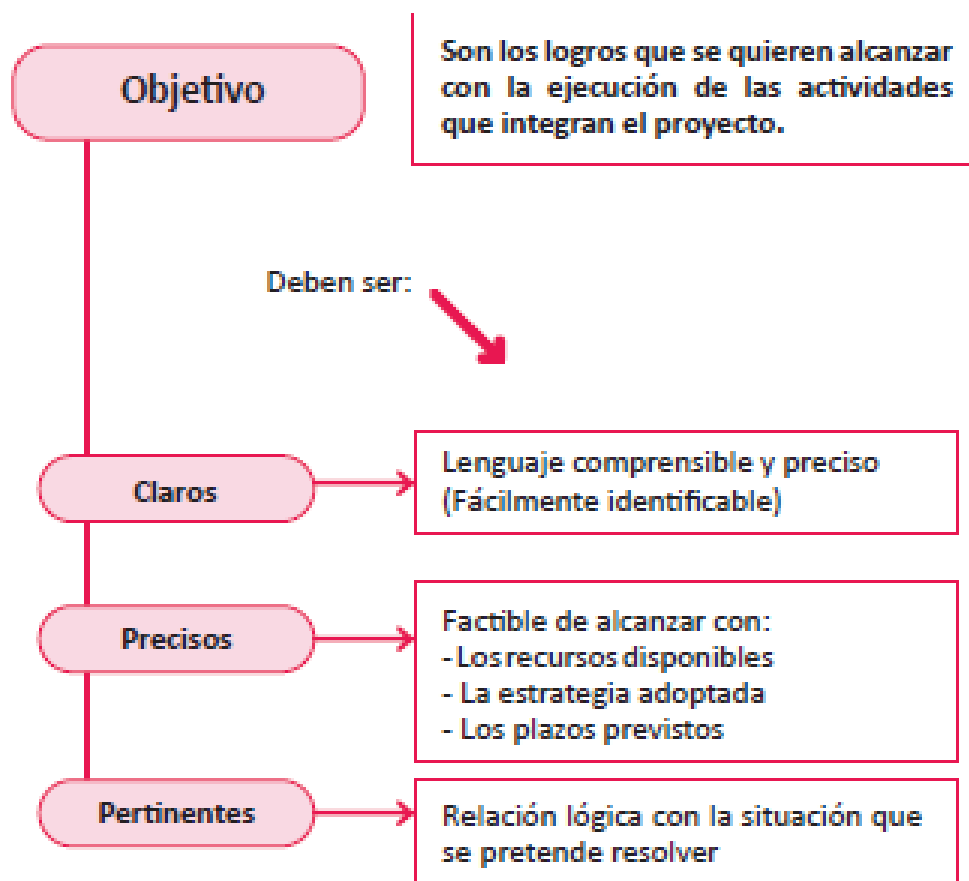 Objetivo
Son los logros que se quieren alcanzar
con la ejecución de las actividades
que integran el proyecto.
Deben ser:
Claros
Lenguaje comprensible y preciso
(Fácilmente identificable)
Precisos
Factible de alcanzar con:
- Los recursos disponibles
- La estrategia adoptada
- Los plazos previstos
Pertinentes
Relación lógica con la situación que
se pretende resolver